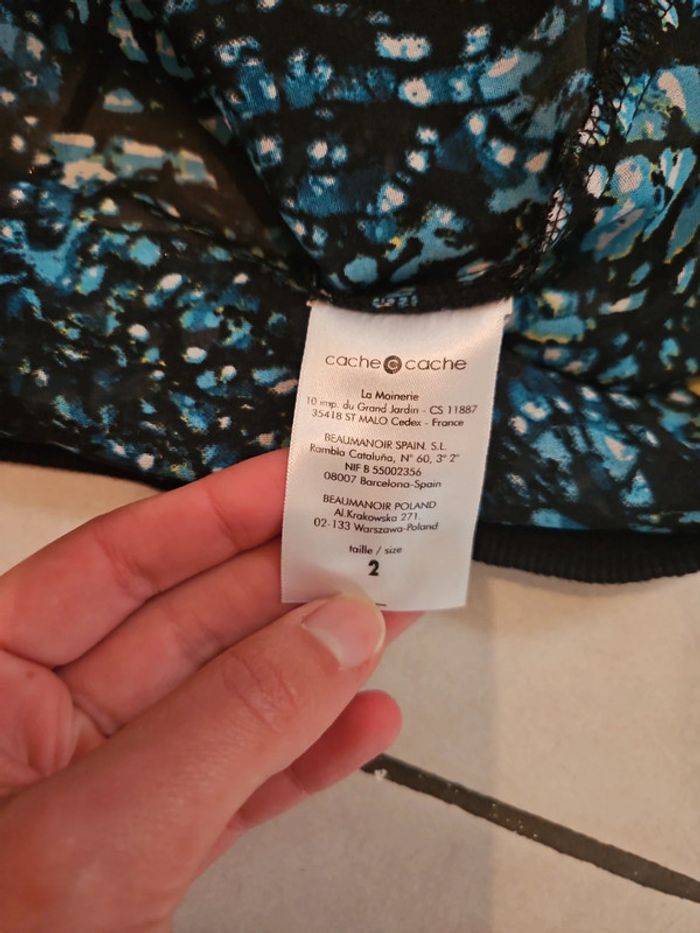 cache c cache
La Moinerie
10 imp. du Grand Jardin - CS 11887
35418 ST MALO Cedex - France
BEAUMANOIR SPAIN. S.L.
Rambla Cataluña, N° 60, 3° 2°
NIF B 55002356
08007 Barcelona-Spain
BEAUMANOIR POLAND
Al.Krakowska 271.
02-133 Warszawa-Poland
taille / size
2